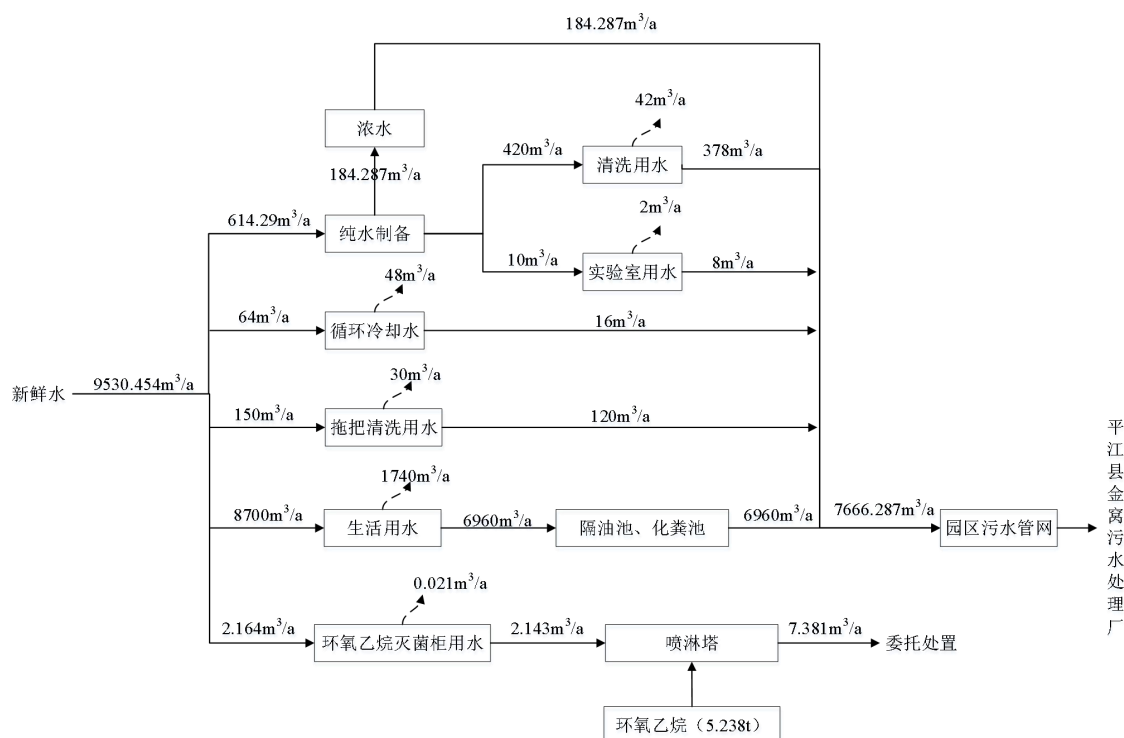 184.287m³/a
42m³/a
浓水
420m³/a
清洗用水
378m³/a
184.287m³/a
2m³/a
614.29m³/a
纯水制备
10m³/a
实验室用水
8m³/a
48m³/a
64m³/a
循环冷却水
16m³/a
30m³/a
新鲜水
9530.454m³/a
150m³/a
拖把清洗用水
120m³/a
1740m³/a
8700m³/a
生活用水
6960m³/a
隔油池、化粪池
6960m³/a
7666.287m³/a
园区污水管网
平江县金窝污水处理厂
0.021m³/a
2.164m³/a
环氧乙烷灭菌柜用水
2.143m³/a
喷淋塔
7.381m³/a
委托处置
环氧乙烷（5.238t）